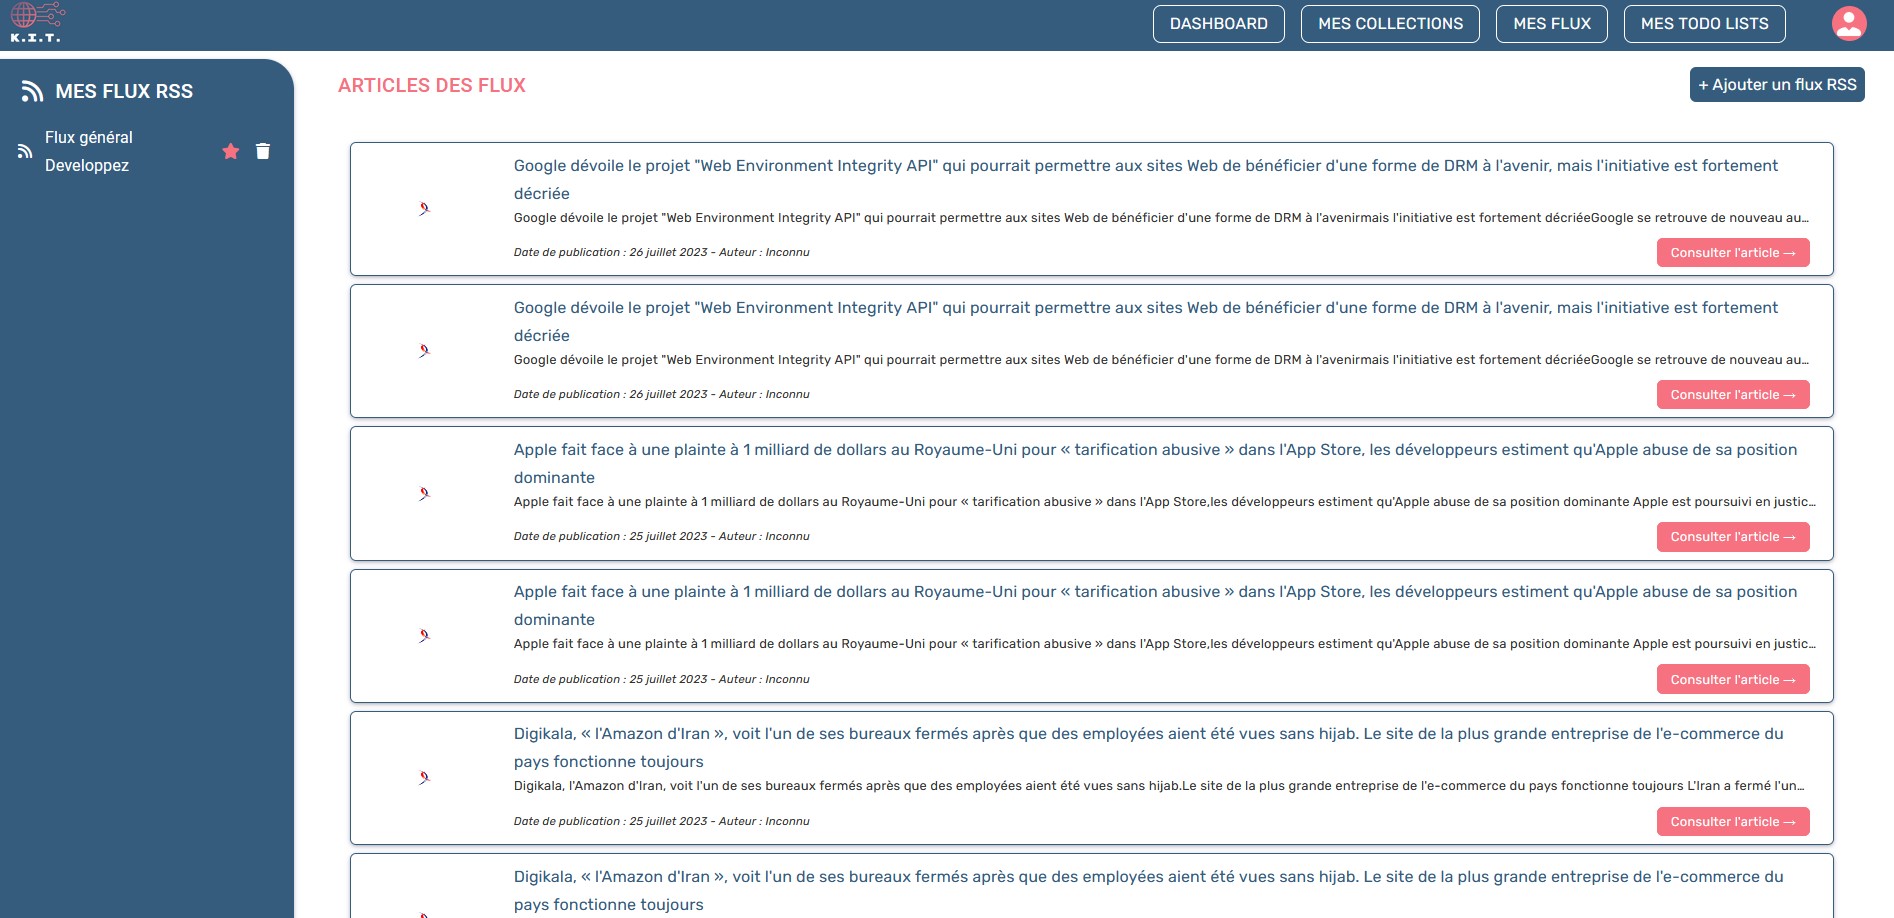 K.I.T.
DASHBOARD
MES COLLECTIONS
MES FLUX
MES TODO LISTS
MES FLUX RSS
Flux général
Developpez
ARTICLES DES FLUX
+ Ajouter un flux RSS
Google dévoile le projet "Web Environment Integrity API" qui pourrait permettre aux sites Web de bénéficier d'une forme de DRM à l'avenir, mais l'initiative est fortement
décriée
Google dévoile le projet "Web Environment Integrity API" qui pourrait permettre aux sites Web de bénéficier d'une forme de DRM à l'avenirmais l'initiative est fortement décriéeGoogle se retrouve de nouveau au...
Date de publication : 26 juillet 2023 - Auteur : Inconnu
Consulter l'article →
Google dévoile le projet "Web Environment Integrity API" qui pourrait permettre aux sites Web de bénéficier d'une forme de DRM à l'avenir, mais l'initiative est fortement
décriée
Google dévoile le projet "Web Environment Integrity API" qui pourrait permettre aux sites Web de bénéficier d'une forme de DRM à l'avenirmais l'initiative est fortement décriéeGoogle se retrouve de nouveau au...
Date de publication : 26 juillet 2023 - Auteur : Inconnu
Consulter l'article →
Apple fait face à une plainte à 1 milliard de dollars au Royaume-Uni pour « tarification abusive » dans l'App Store, les développeurs estiment qu'Apple abuse de sa position
dominante
Apple fait face à une plainte à 1 milliard de dollars au Royaume-Uni pour « tarification abusive » dans l'App Store,les développeurs estiment qu'Apple abuse de sa position dominante Apple est poursuivi en justic...
Date de publication : 25 juillet 2023 - Auteur : Inconnu
Consulter l'article →
Apple fait face à une plainte à 1 milliard de dollars au Royaume-Uni pour « tarification abusive » dans l'App Store, les développeurs estiment qu'Apple abuse de sa position
dominante
Apple fait face à une plainte à 1 milliard de dollars au Royaume-Uni pour « tarification abusive » dans l'App Store,les développeurs estiment qu'Apple abuse de sa position dominante Apple est poursuivi en justic...
Date de publication : 25 juillet 2023 - Auteur : Inconnu
Consulter l'article →
Digikala, « l'Amazon d'Iran », voit l'un de ses bureaux fermés après que des employées aient été vues sans hijab. Le site de la plus grande entreprise de l'e-commerce du
pays fonctionne toujours
Digikala, l'Amazon d'Iran, voit l'un de ses bureaux fermés après que des employées aient été vues sans hijab.Le site de la plus grande entreprise de l'e-commerce du pays fonctionne toujours L'Iran a fermé l'un...
Date de publication : 25 juillet 2023 - Auteur : Inconnu
Consulter l'article →
Digikala, « l'Amazon d'Iran », voit l'un de ses bureaux fermés après que des employées aient été vues sans hijab. Le site de la plus grande entreprise de l'e-commerce du
pays fonctionne toujours